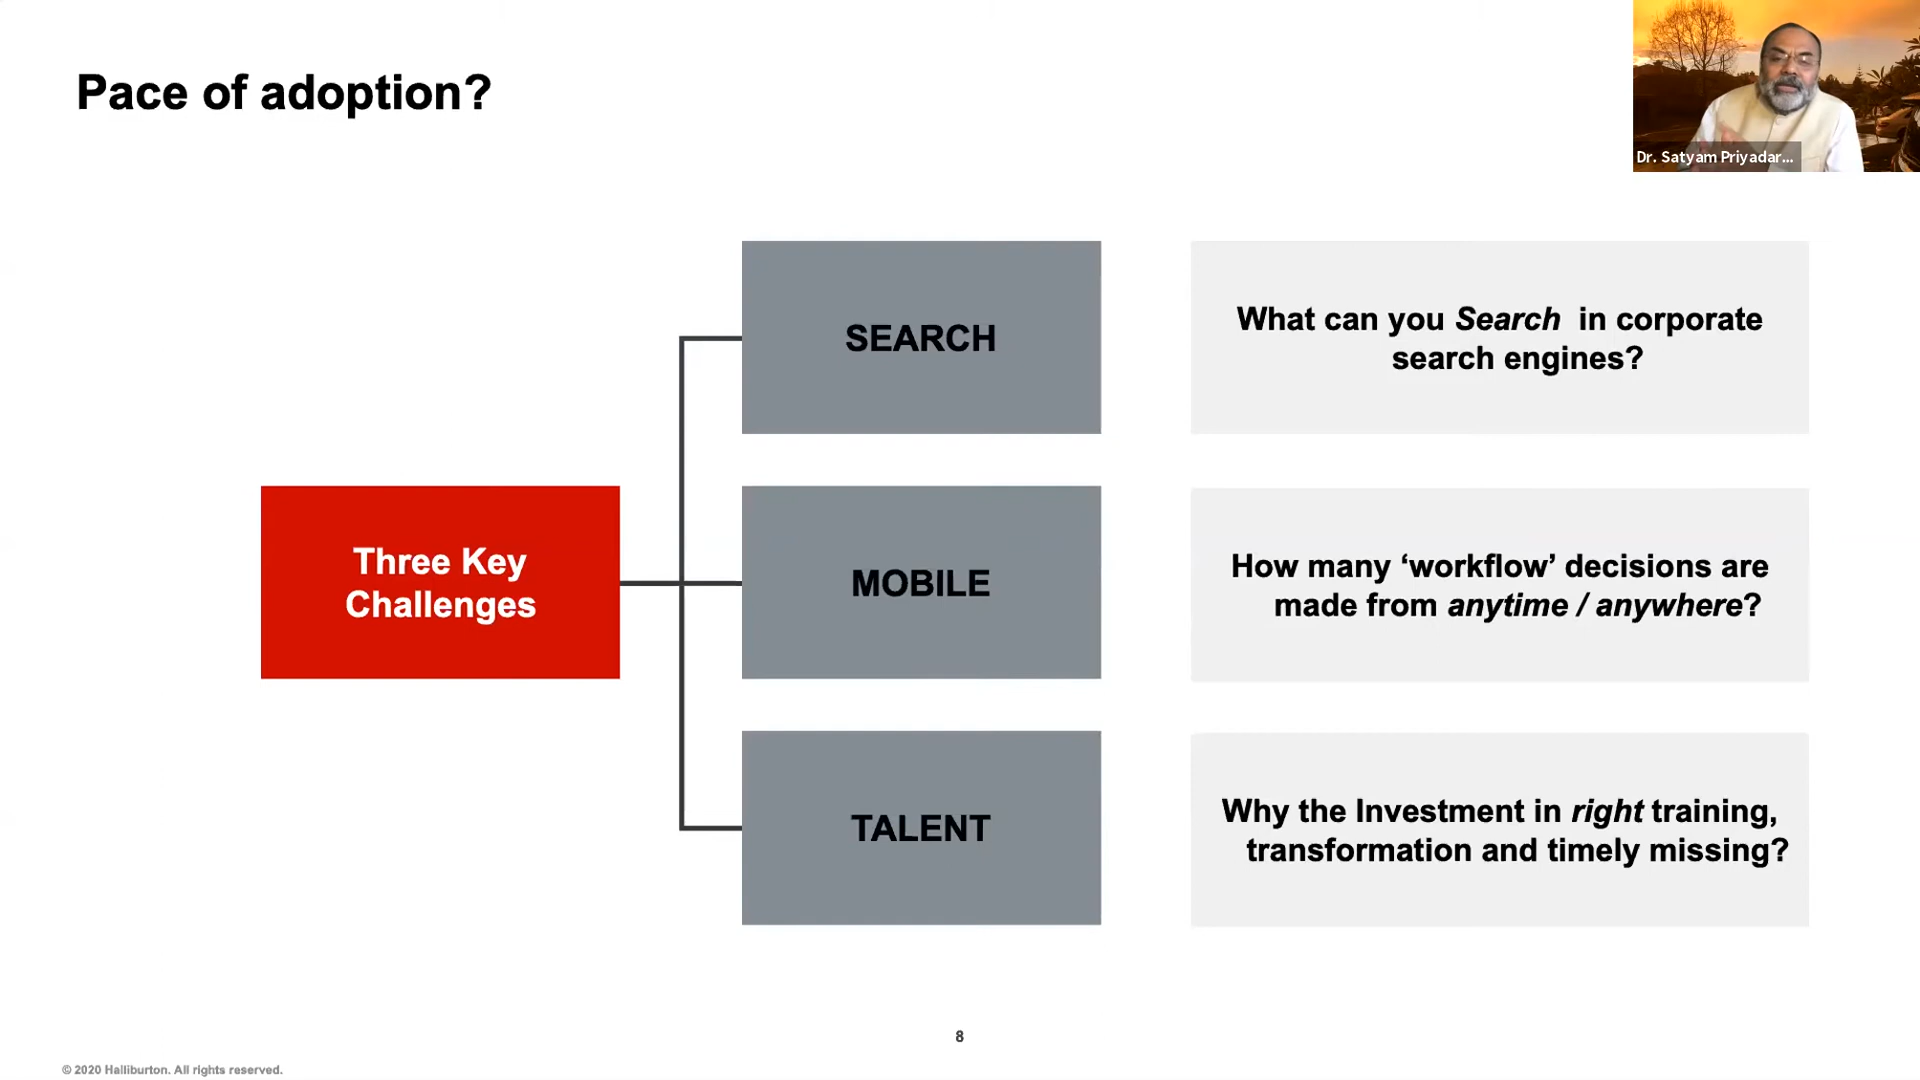 Pace of adoption?
Dr. Satyam Priyadar...
SEARCH
What can you Search in corporate
search engines?
Three Key
Challenges
MOBILE
How many ‘workflow’ decisions are
made from anytime / anywhere?
TALENT
Why the Investment in right training,
transformation and timely missing?
8
© 2020 Halliburton. All rights reserved.